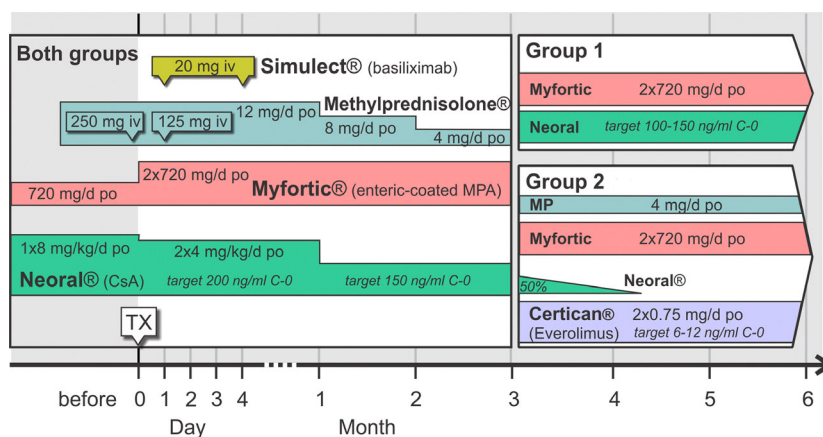 Both groups
20 mg iv
Simulect® (basiliximab)
250 mg iv
125 mg iv
12 mg/d po
Methylprednisolone®
8 mg/d po
4 mg/d po
720 mg/d po
2x720 mg/d po
Myfortic® (enteric-coated MPA)
1x8 mg/kg/d po
2x4 mg/kg/d po
Neoral® (CsA)
target 200 ng/ml C-0
target 150 ng/ml C-0
TX
Group 1
Myfortic 2x720 mg/d po
Neoral target 100-150 ng/ml C-0
Group 2
MP 4 mg/d po
Myfortic 2x720 mg/d po
50%
Neoral®
Certican® 2x0.75 mg/d po
(Everolimus) target 6-12 ng/ml C-0
before 0 1 2 3 4 1 2 3 4 5 6
Day Month